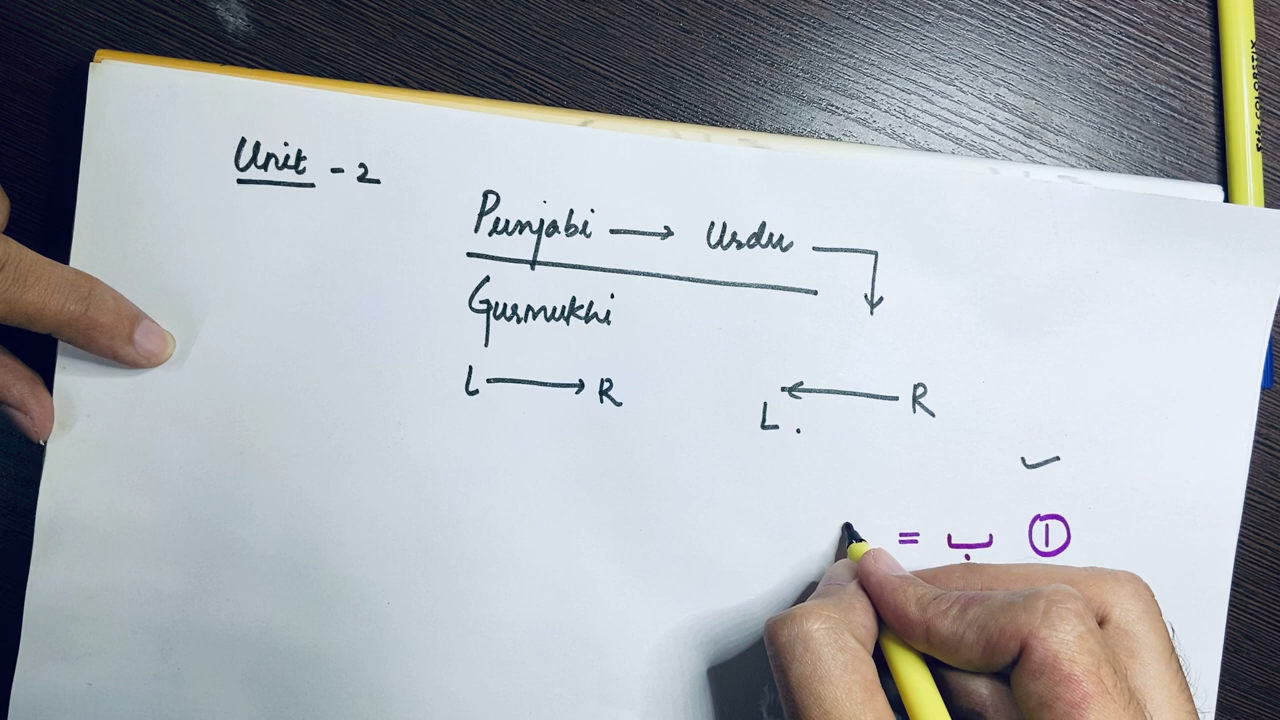 Unit - 2
Punjabi → Urdu
Gurmukhi
L → R
L. ← R
① ب =